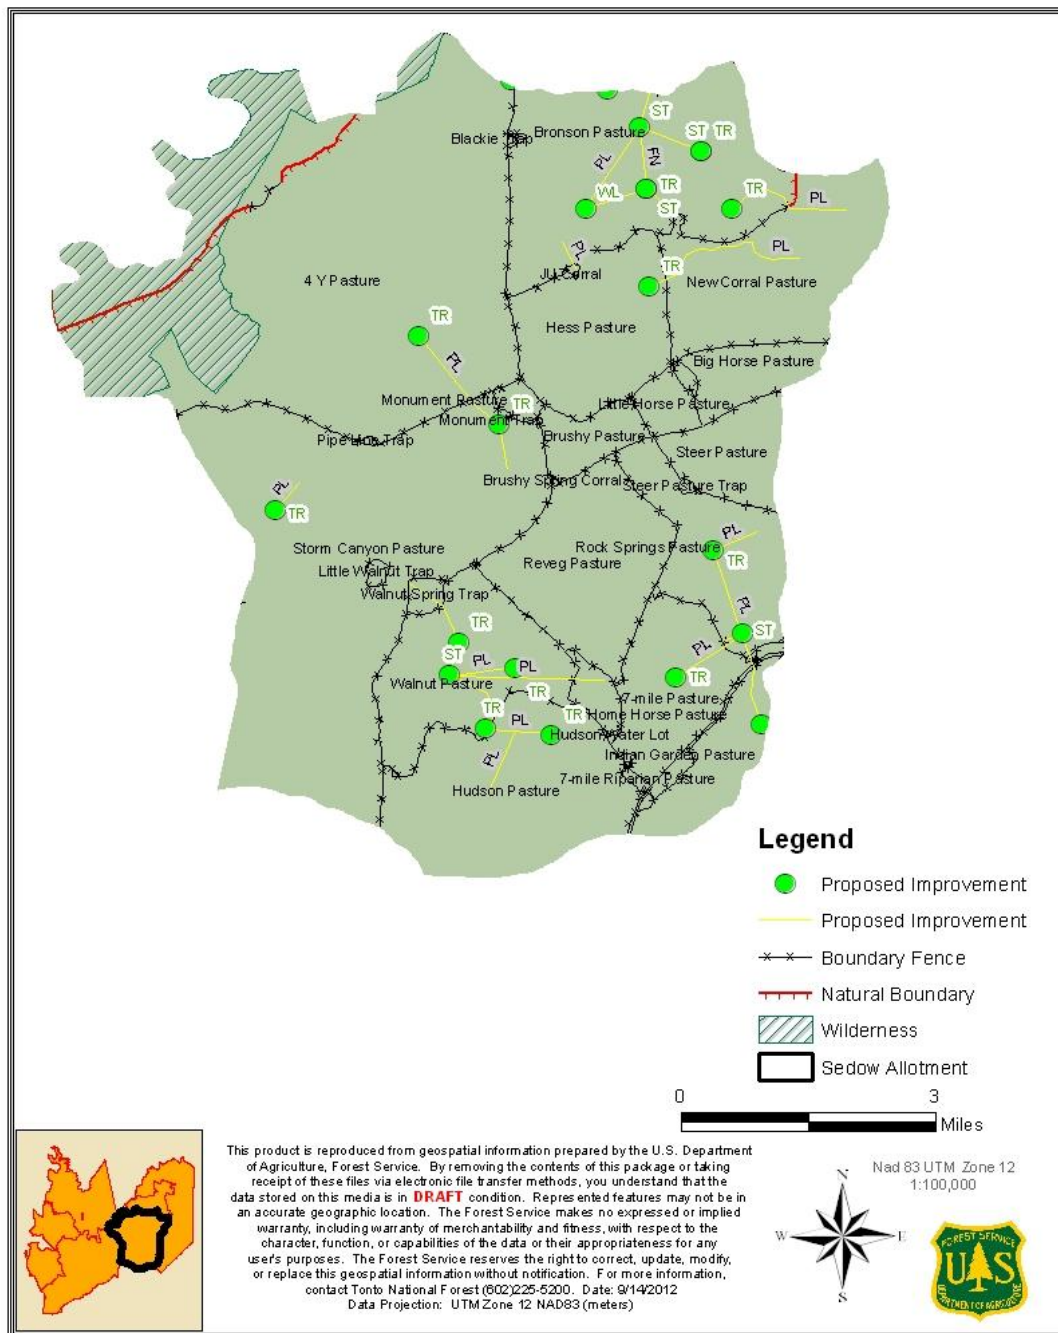 ST
Blackie Trap
Bronson Pasture
ST TR
PL
FN
WL
TR
ST
TR
PL
PL
PL
JU Corral
TR
4 Y Pasture
New Corral Pasture
Hess Pasture
TR
PL
Big Horse Pasture
Monument Pasture
TR
Little Horse Pasture
Monument Trap
Pipe Line Trap
Brushy Pasture
Steer Pasture
PL
Brushy Spring Corral
Steer Pasture Trap
TR
PL
Storm Canyon Pasture
Rock Springs Pasture
TR
Little Walnut Trap
Reveg Pasture
Walnut Spring Trap
PL
TR
ST
ST
PL
PL
PL
TR
Walnut Pasture
TR
7-mile Pasture
TR
TR
Home Horse Pasture
PL
Hudson Water Lot
PL
Indian Garden Pasture
7-mile Riparian Pasture
Hudson Pasture
Legend
Proposed Improvement
Proposed Improvement
Boundary Fence
Natural Boundary
Wilderness
Sedow Allotment
0 3
Miles
This product is reproduced from geospatial information prepared by the U.S. Department
of Agriculture, Forest Service. By removing the contents of this package or taking
receipt of these files via electronic file transfer methods, you understand that the
data stored on this media is in DRAFT condition. Represented features may not be in
an accurate geographic location. The Forest Service makes no expressed or implied
warranty, including warranty of merchantability and fitness, with respect to the
character, function, or capabilities of the data or their appropriateness for any
user's purposes. The Forest Service reserves the right to correct, update, modify,
or replace this geospatial information without notification. For more information,
contact Tonto National Forest (602)225-5200. Date: 9/14/2012
Data Projection: UTM Zone 12 NAD83 (meters)
N
W
E
S
Nad 83 UTM Zone 12
1:100,000
FOREST SERVICE
US
DEPARTMENT OF AGRICULTURE